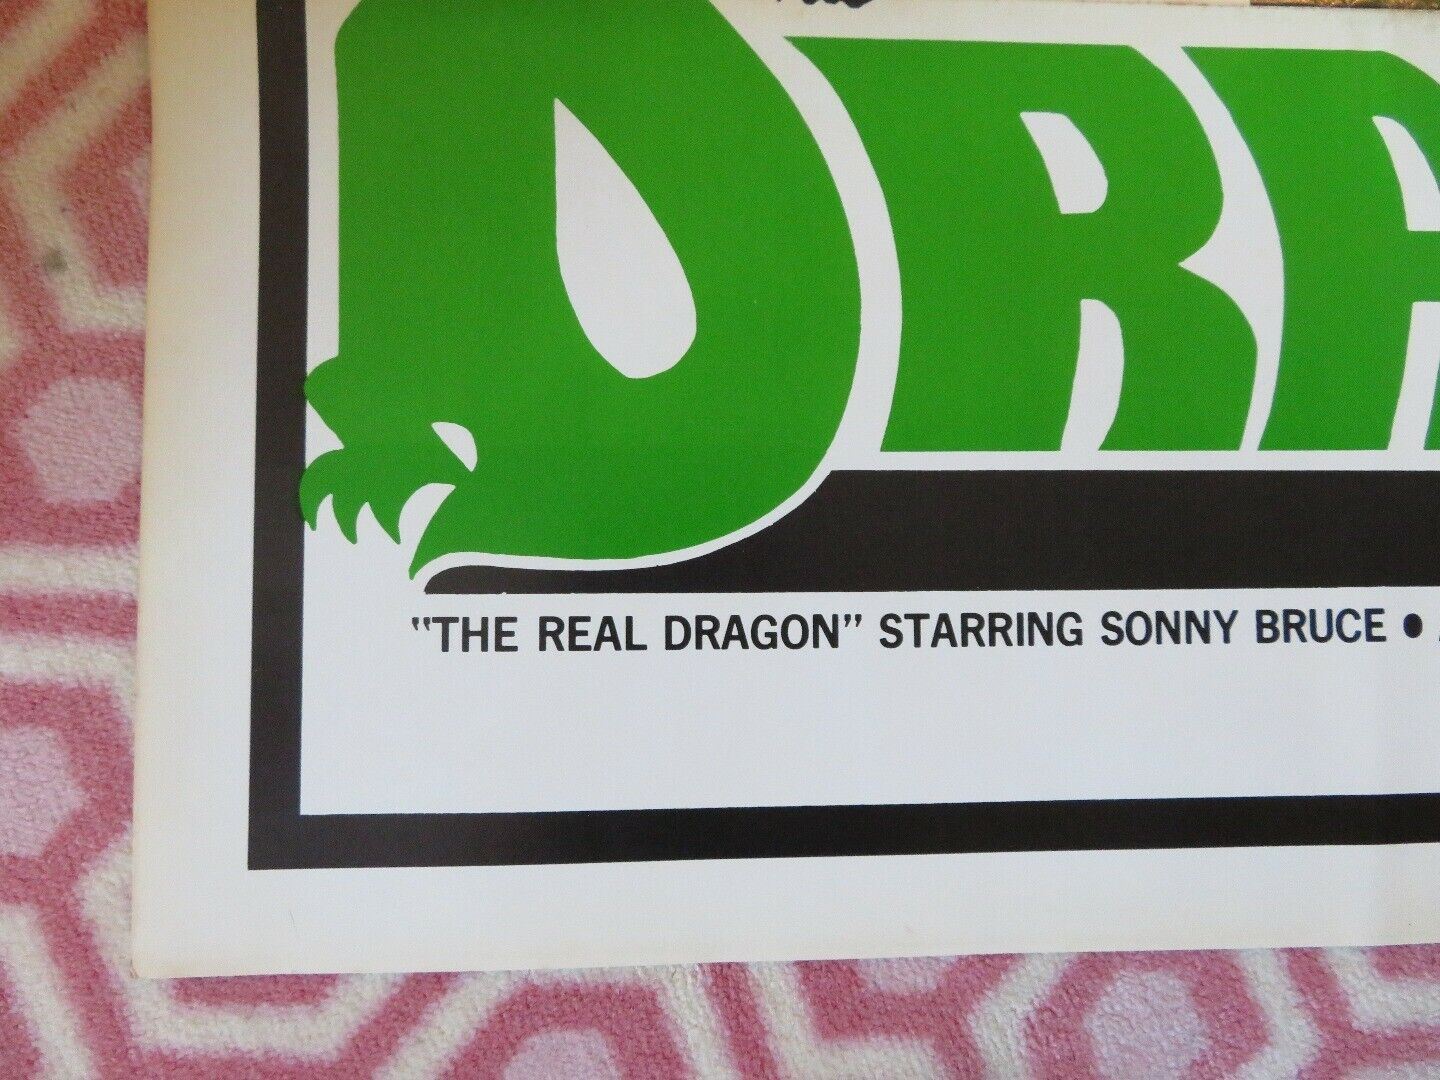 DRA
"THE REAL DRAGON" STARRING SONNY BRUCE •